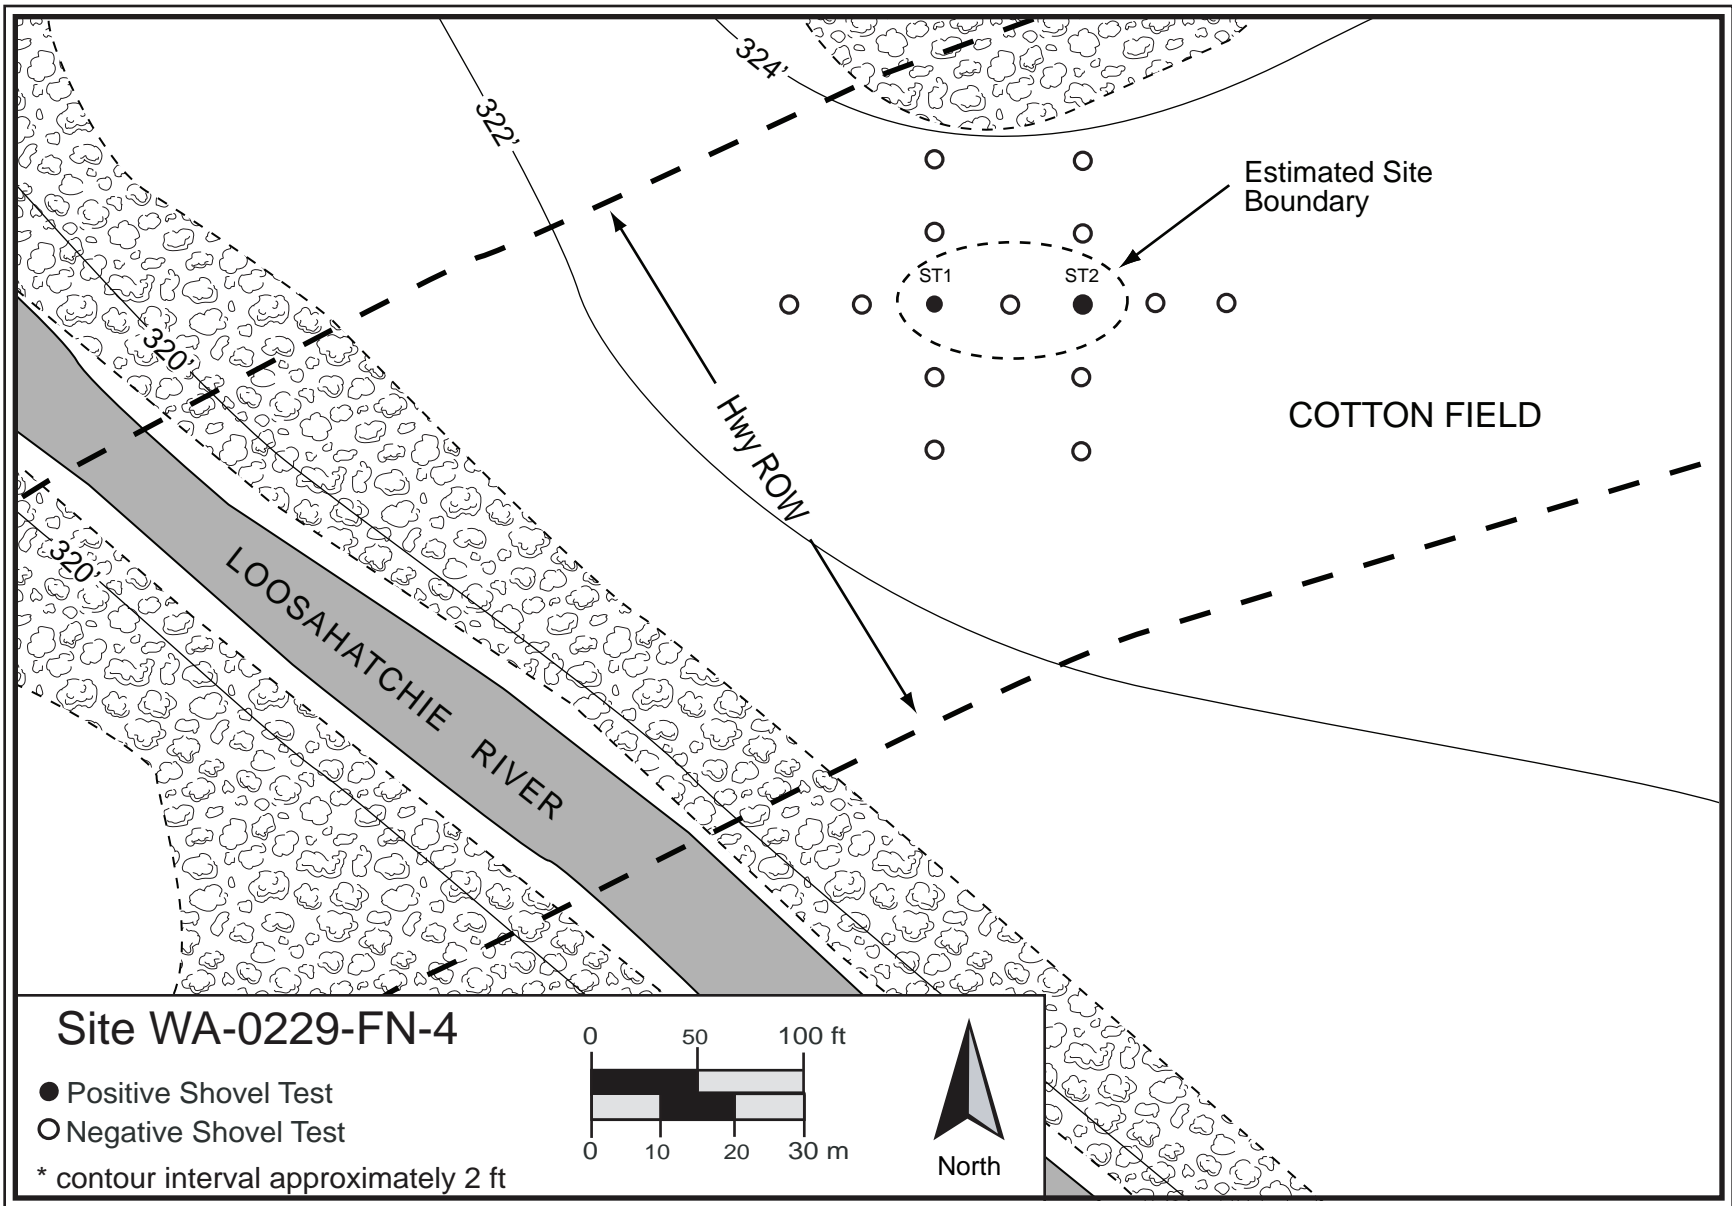 324'
322'
Estimated Site
Boundary
ST1
ST2
320'
Hwy ROW
COTTON FIELD
320'
LOOSAHATCHIE RIVER
Site WA-0229-FN-4
Positive Shovel Test
Negative Shovel Test
* contour interval approximately 2 ft
0 50 100 ft
0 10 20 30 m
North